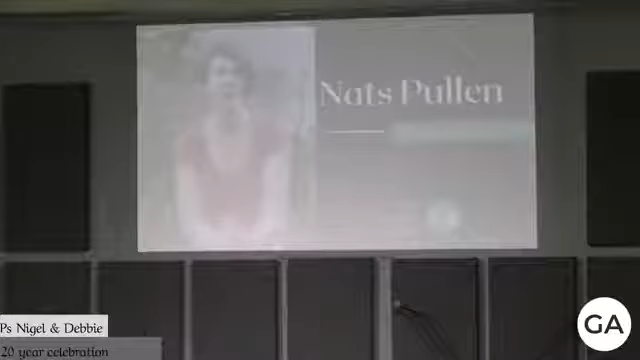 Nats Pullen
Ps Nigel & Debbie
20 year celebration
GA